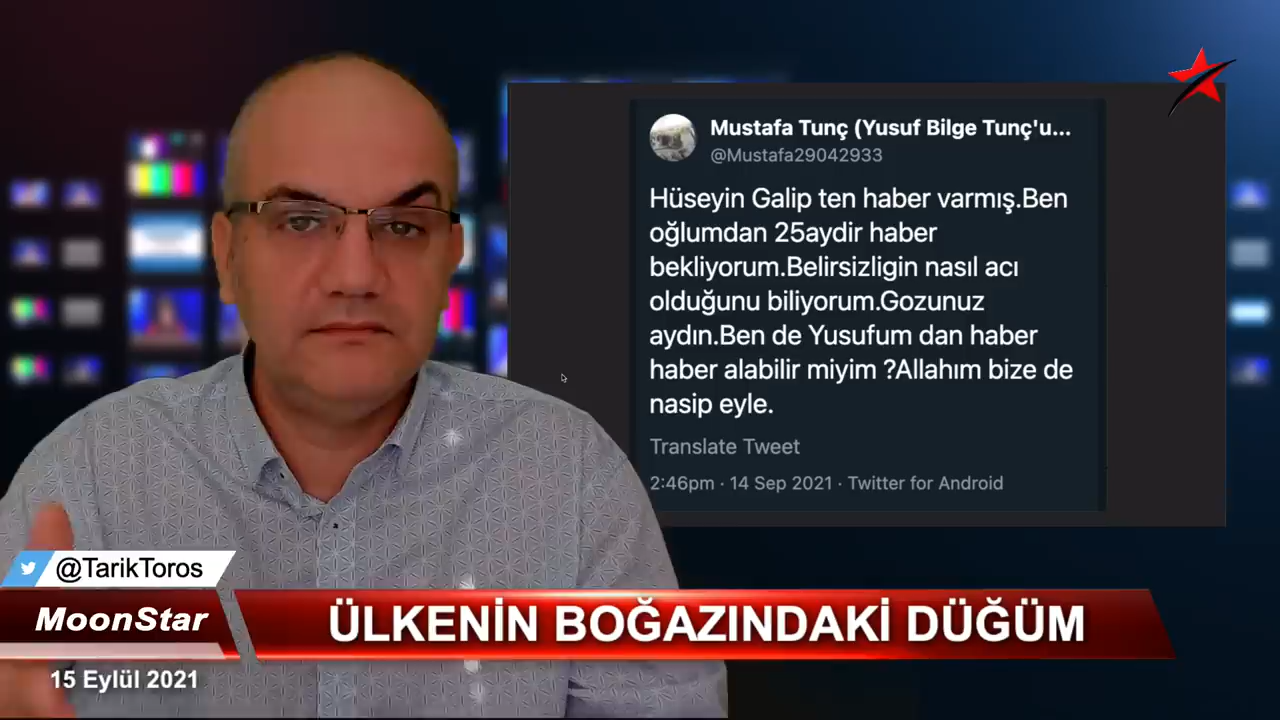 Mustafa Tunç (Yusuf Bilge Tunç'u...
@Mustafa29042933
Hüseyin Galip ten haber varmış.Ben
oğlumdan 25aydir haber
bekliyorum.Belirsizligin nasıl acı
olduğunu biliyorum.Gozunuz
aydın.Ben de Yusufum dan haber
haber alabilir miyim ?Allahım bize de
nasip eyle.
Translate Tweet
2:46pm · 14 Sep 2021 · Twitter for Android
@TarikToros
MoonStar
ÜLKENİN BOĞAZINDAKİ DÜĞÜM
15 Eylül 2021